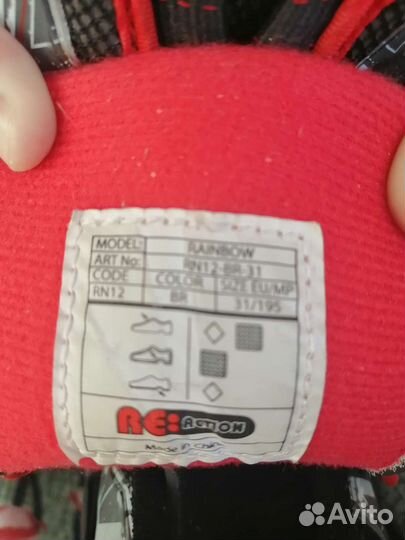 MODEL: RAINBOW
ART No: RN12-BR-31
CODE COLOR SIZE EU/MP
RN12 BR 31/195
RE:ACTION
Made in China
Avito